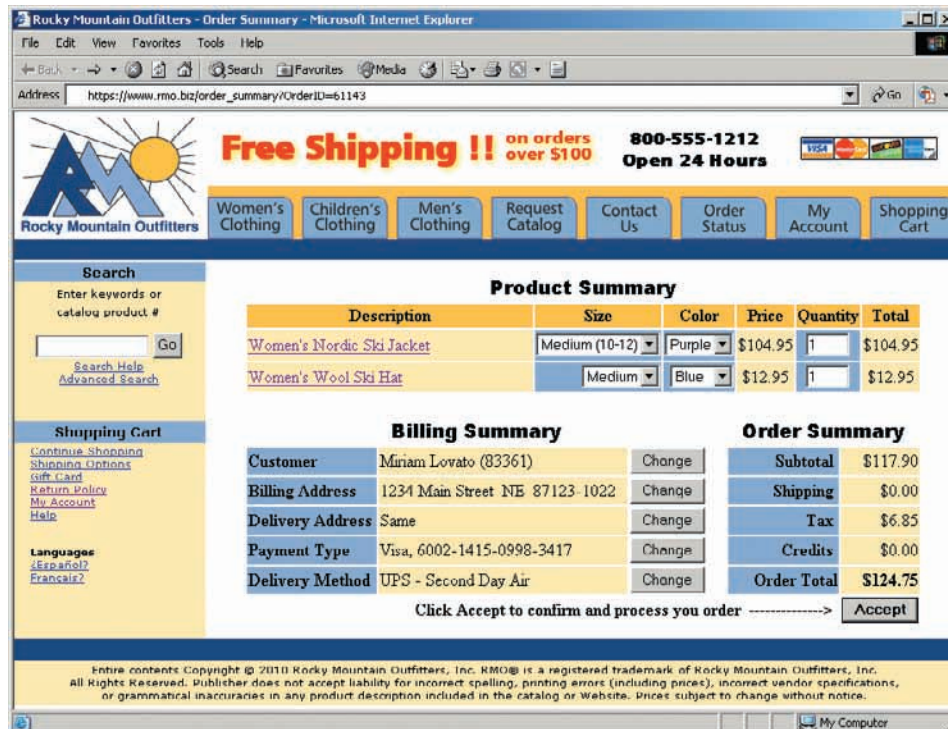 Rocky Mountain Outfitters - Order Summary - Microsoft Internet Explorer
File Edit View Favorites Tools Help
Back Search Favorites Media
Address https://www.rmo.biz/order_summary?OrderID=61143 Go
Free Shipping !! on orders over $100
800-555-1212
Open 24 Hours
VISA
RM
Rocky Mountain Outfitters
Women's Clothing Children's Clothing Men's Clothing Request Catalog Contact Us Order Status My Account Shopping Cart
Search
Enter keywords or
catalog product #
Go
Search Help
Advanced Search
Shopping Cart
Continue Shopping
Shipping Options
Gift Card
Return Policy
My Account
Help
Languages
¿Español?
Français?
Product Summary
Description Size Color Price Quantity Total
Women's Nordic Ski Jacket Medium (10-12) Purple $104.95 1 $104.95
Women's Wool Ski Hat Medium Blue $12.95 1 $12.95
Billing Summary
Customer Miriam Lovato (83361) Change
Billing Address 1234 Main Street NE 87123-1022 Change
Delivery Address Same Change
Payment Type Visa, 6002-1415-0998-3417 Change
Delivery Method UPS - Second Day Air Change
Order Summary
Subtotal $117.90
Shipping $0.00
Tax $6.85
Credits $0.00
Order Total $124.75
Click Accept to confirm and process you order --------------> Accept
Entire contents Copyright © 2010 Rocky Mountain Outfitters, Inc. RMO® is a registered trademark of Rocky Mountain Outfitters, Inc.
All Rights Reserved. Publisher does not accept liability for incorrect spelling, printing errors (including prices), incorrect vendor specifications,
or grammatical inaccuracies in any product description included in the catalog or Website. Prices subject to change without notice.
My Computer